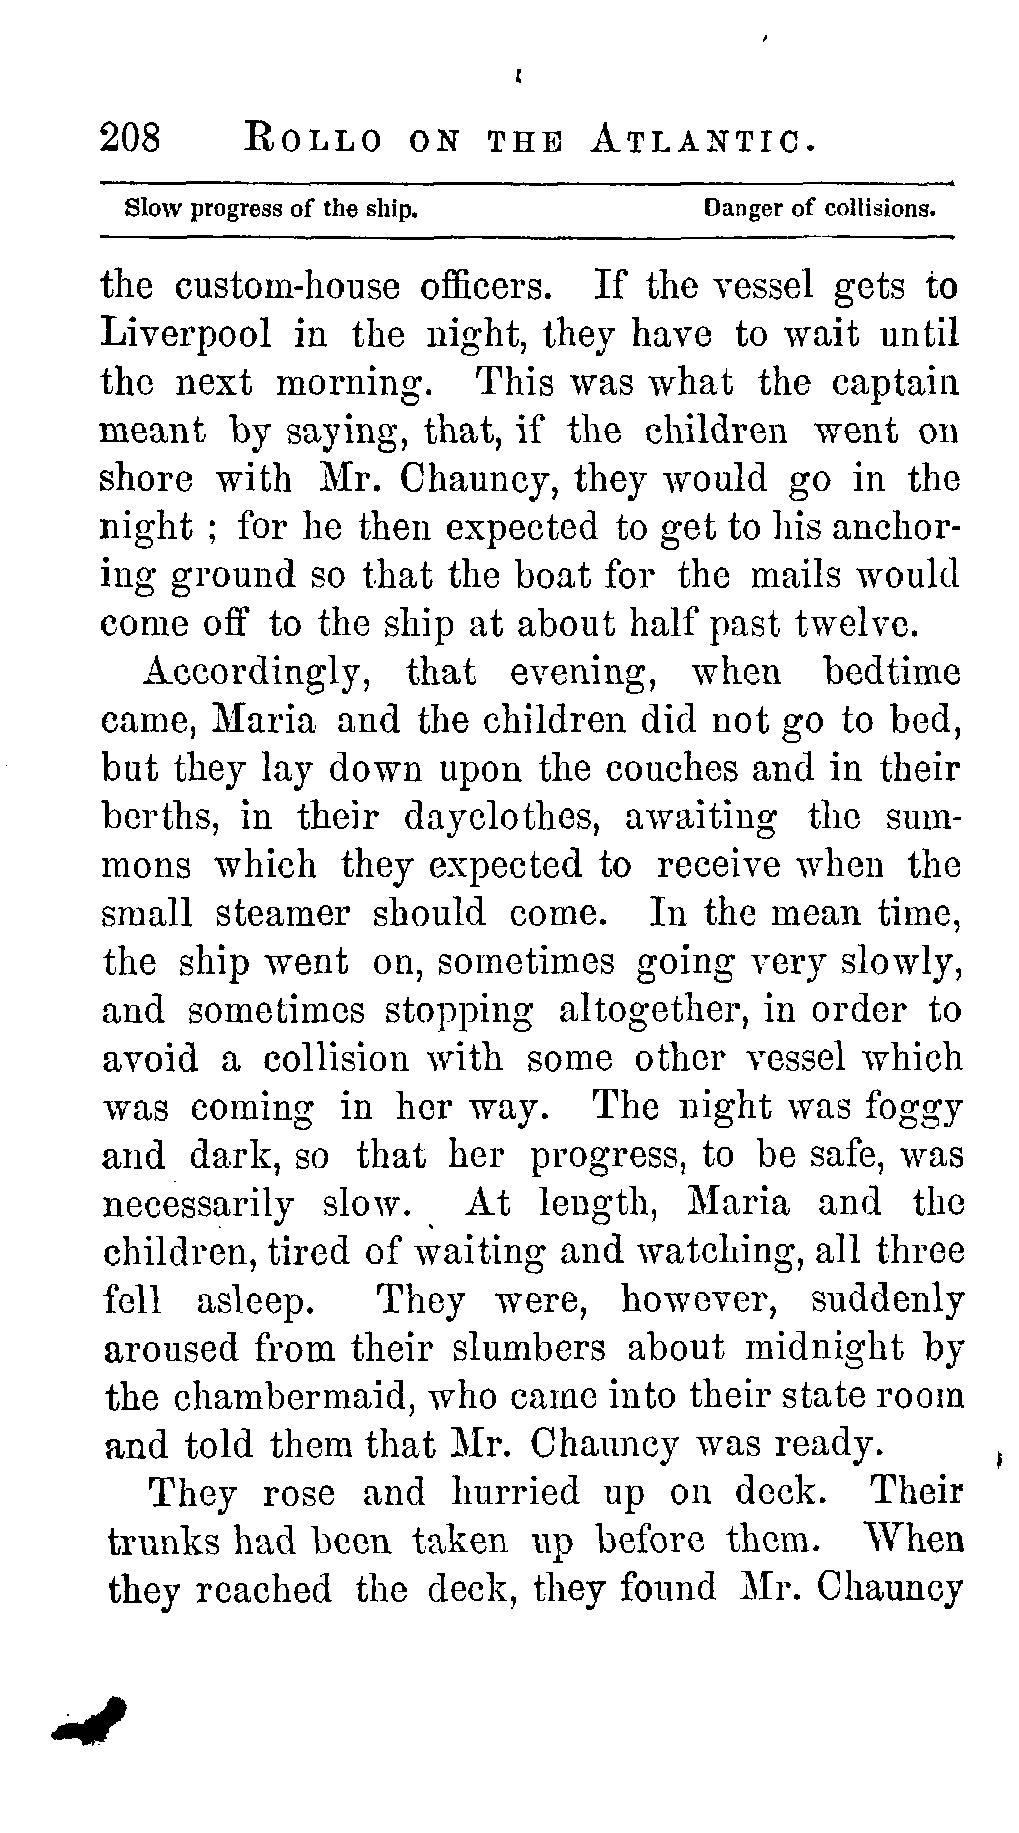 208 ROLLO ON THE ATLANTIC.
Slow progress of the ship. Danger of collisions.
the custom-house officers. If the vessel gets to
Liverpool in the night, they have to wait until
the next morning. This was what the captain
meant by saying, that, if the children went on
shore with Mr. Chauncy, they would go in the
night ; for he then expected to get to his anchor-
ing ground so that the boat for the mails would
come off to the ship at about half past twelve.
Accordingly, that evening, when bedtime
came, Maria and the children did not go to bed,
but they lay down upon the couches and in their
berths, in their dayclothes, awaiting the sum-
mons which they expected to receive when the
small steamer should come. In the mean time,
the ship went on, sometimes going very slowly,
and sometimes stopping altogether, in order to
avoid a collision with some other vessel which
was coming in her way. The night was foggy
and dark, so that her progress, to be safe, was
necessarily slow. At length, Maria and the
children, tired of waiting and watching, all three
fell asleep. They were, however, suddenly
aroused from their slumbers about midnight by
the chambermaid, who came into their state room
and told them that Mr. Chauncy was ready.
They rose and hurried up on deck. Their
trunks had been taken up before them. When
they reached the deck, they found Mr. Chauncy